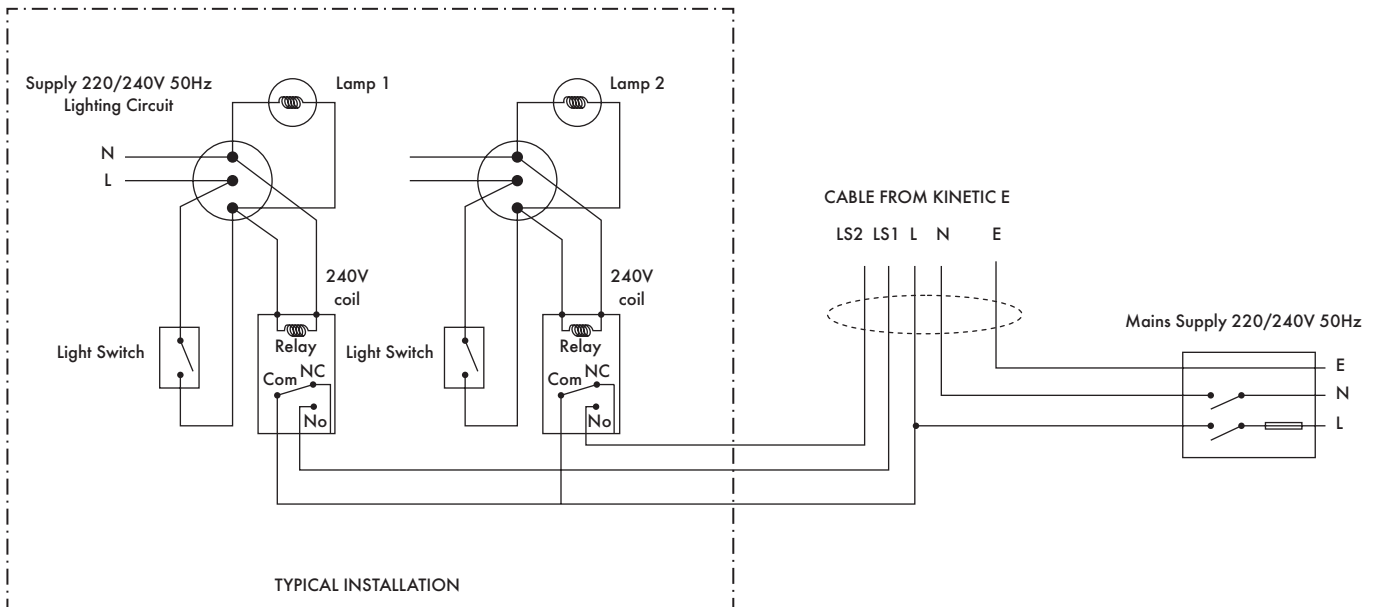 Supply 220/240V 50Hz
Lighting Circuit
Lamp 1
Lamp 2
N
L
240V
coil
240V
coil
Light Switch
Relay
Com
NC
No
Light Switch
Relay
Com
NC
No
CABLE FROM KINETIC E
LS2 LS1 L N E
Mains Supply 220/240V 50Hz
E
N
L
TYPICAL INSTALLATION